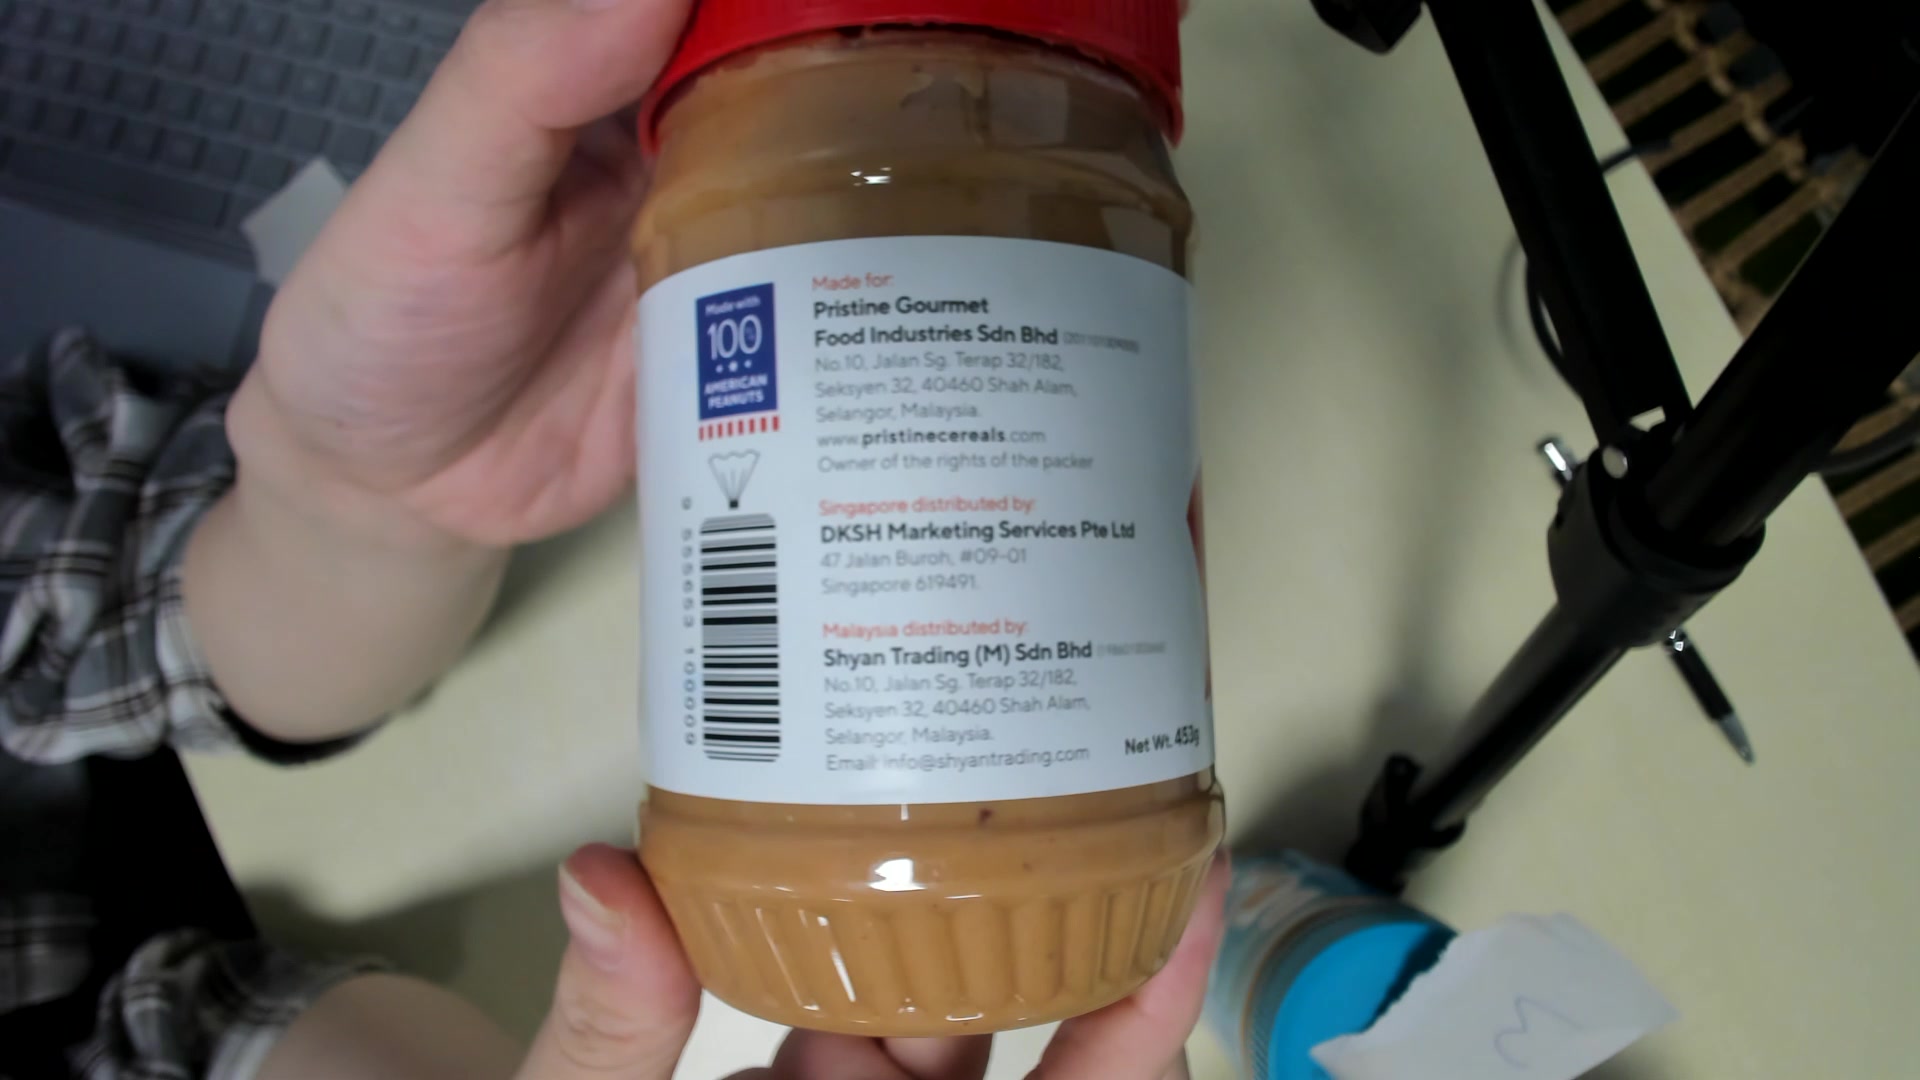 Made with
100%
AMERICAN
PEANUTS
Made for:
Pristine Gourmet
Food Industries Sdn Bhd
No.10, Jalan Sg. Terap 32/182,
Seksyen 32, 40460 Shah Alam,
Selangor, Malaysia.
www.pristinecereals.com
Owner of the rights of the packer
Singapore distributed by:
DKSH Marketing Services Pte Ltd
47 Jalan Buroh, #09-01
Singapore 619491.
Malaysia distributed by:
Shyan Trading (M) Sdn Bhd
No.10, Jalan Sg. Terap 32/182,
Seksyen 32, 40460 Shah Alam,
Selangor, Malaysia.
Email: info@shyantrading.com
Net Wt. 453g